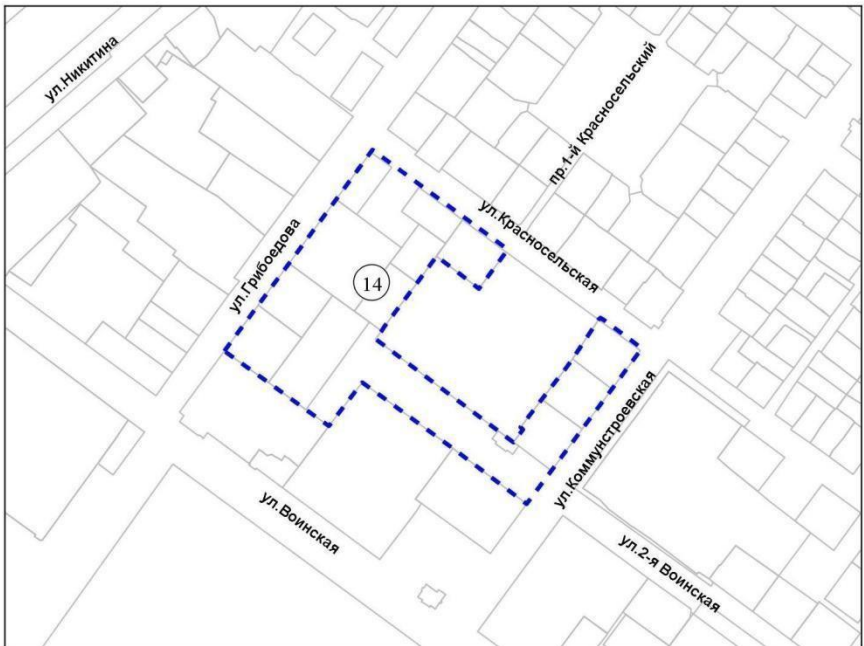 ул.Никитина
пр.1-й Красносельский
ул.Красносельская
ул.Грибоедова
14
ул.Коммунстроевская
ул.Воинская
ул.2-я Воинская